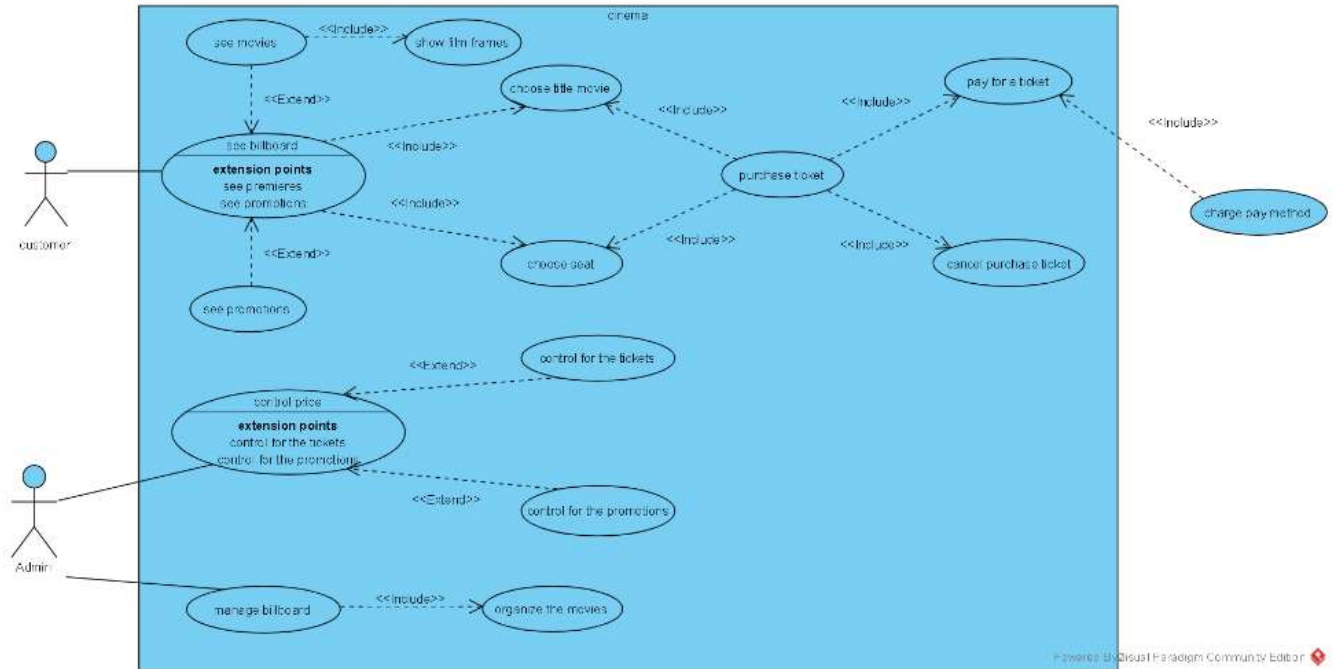 cinema
see movies
<<Include>>
show film frames
<<Extend>>
choose title movie
pay for a ticket
<<Include>>
<<Include>>
<<Include>>
<<Include>>
see billboard
extension points
see premieres
see promotions
customer
purchase ticket
charge pay method
<<Include>>
<<Include>>
<<Include>>
<<Extend>>
choose seat
cancel purchase ticket
see promotions
control for the tickets
<<Extend>>
control price
extension points
control for the tickets
control for the promotions
<<Extend>>
control for the promotions
Admin
manage billboard
<<Include>>
organize the movies
Powered By Visual Paradigm Community Edition